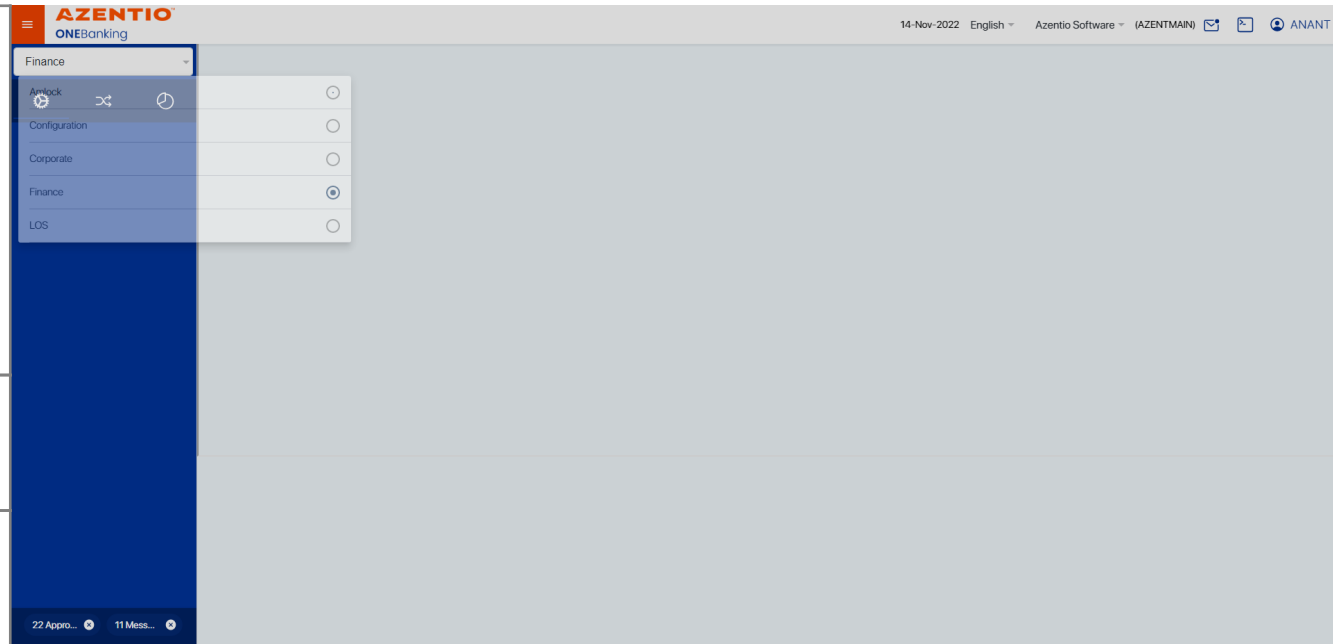 AZENTIO™
ONEBanking
14-Nov-2022 English Azentio Software (AZENTMAIN) ANANT
Finance
Amlock
Configuration
Corporate
Finance
LOS
22 Appro... 11 Mess...